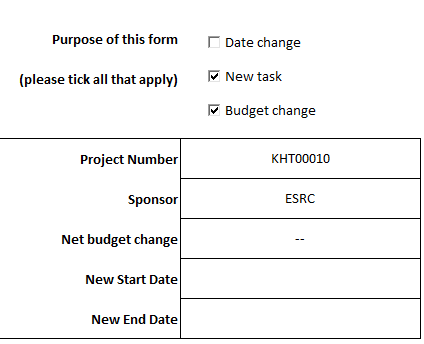 Purpose of this form
Date change
(please tick all that apply)
New task
Budget change
Project Number KHT00010
Sponsor ESRC
Net budget change --
New Start Date
New End Date